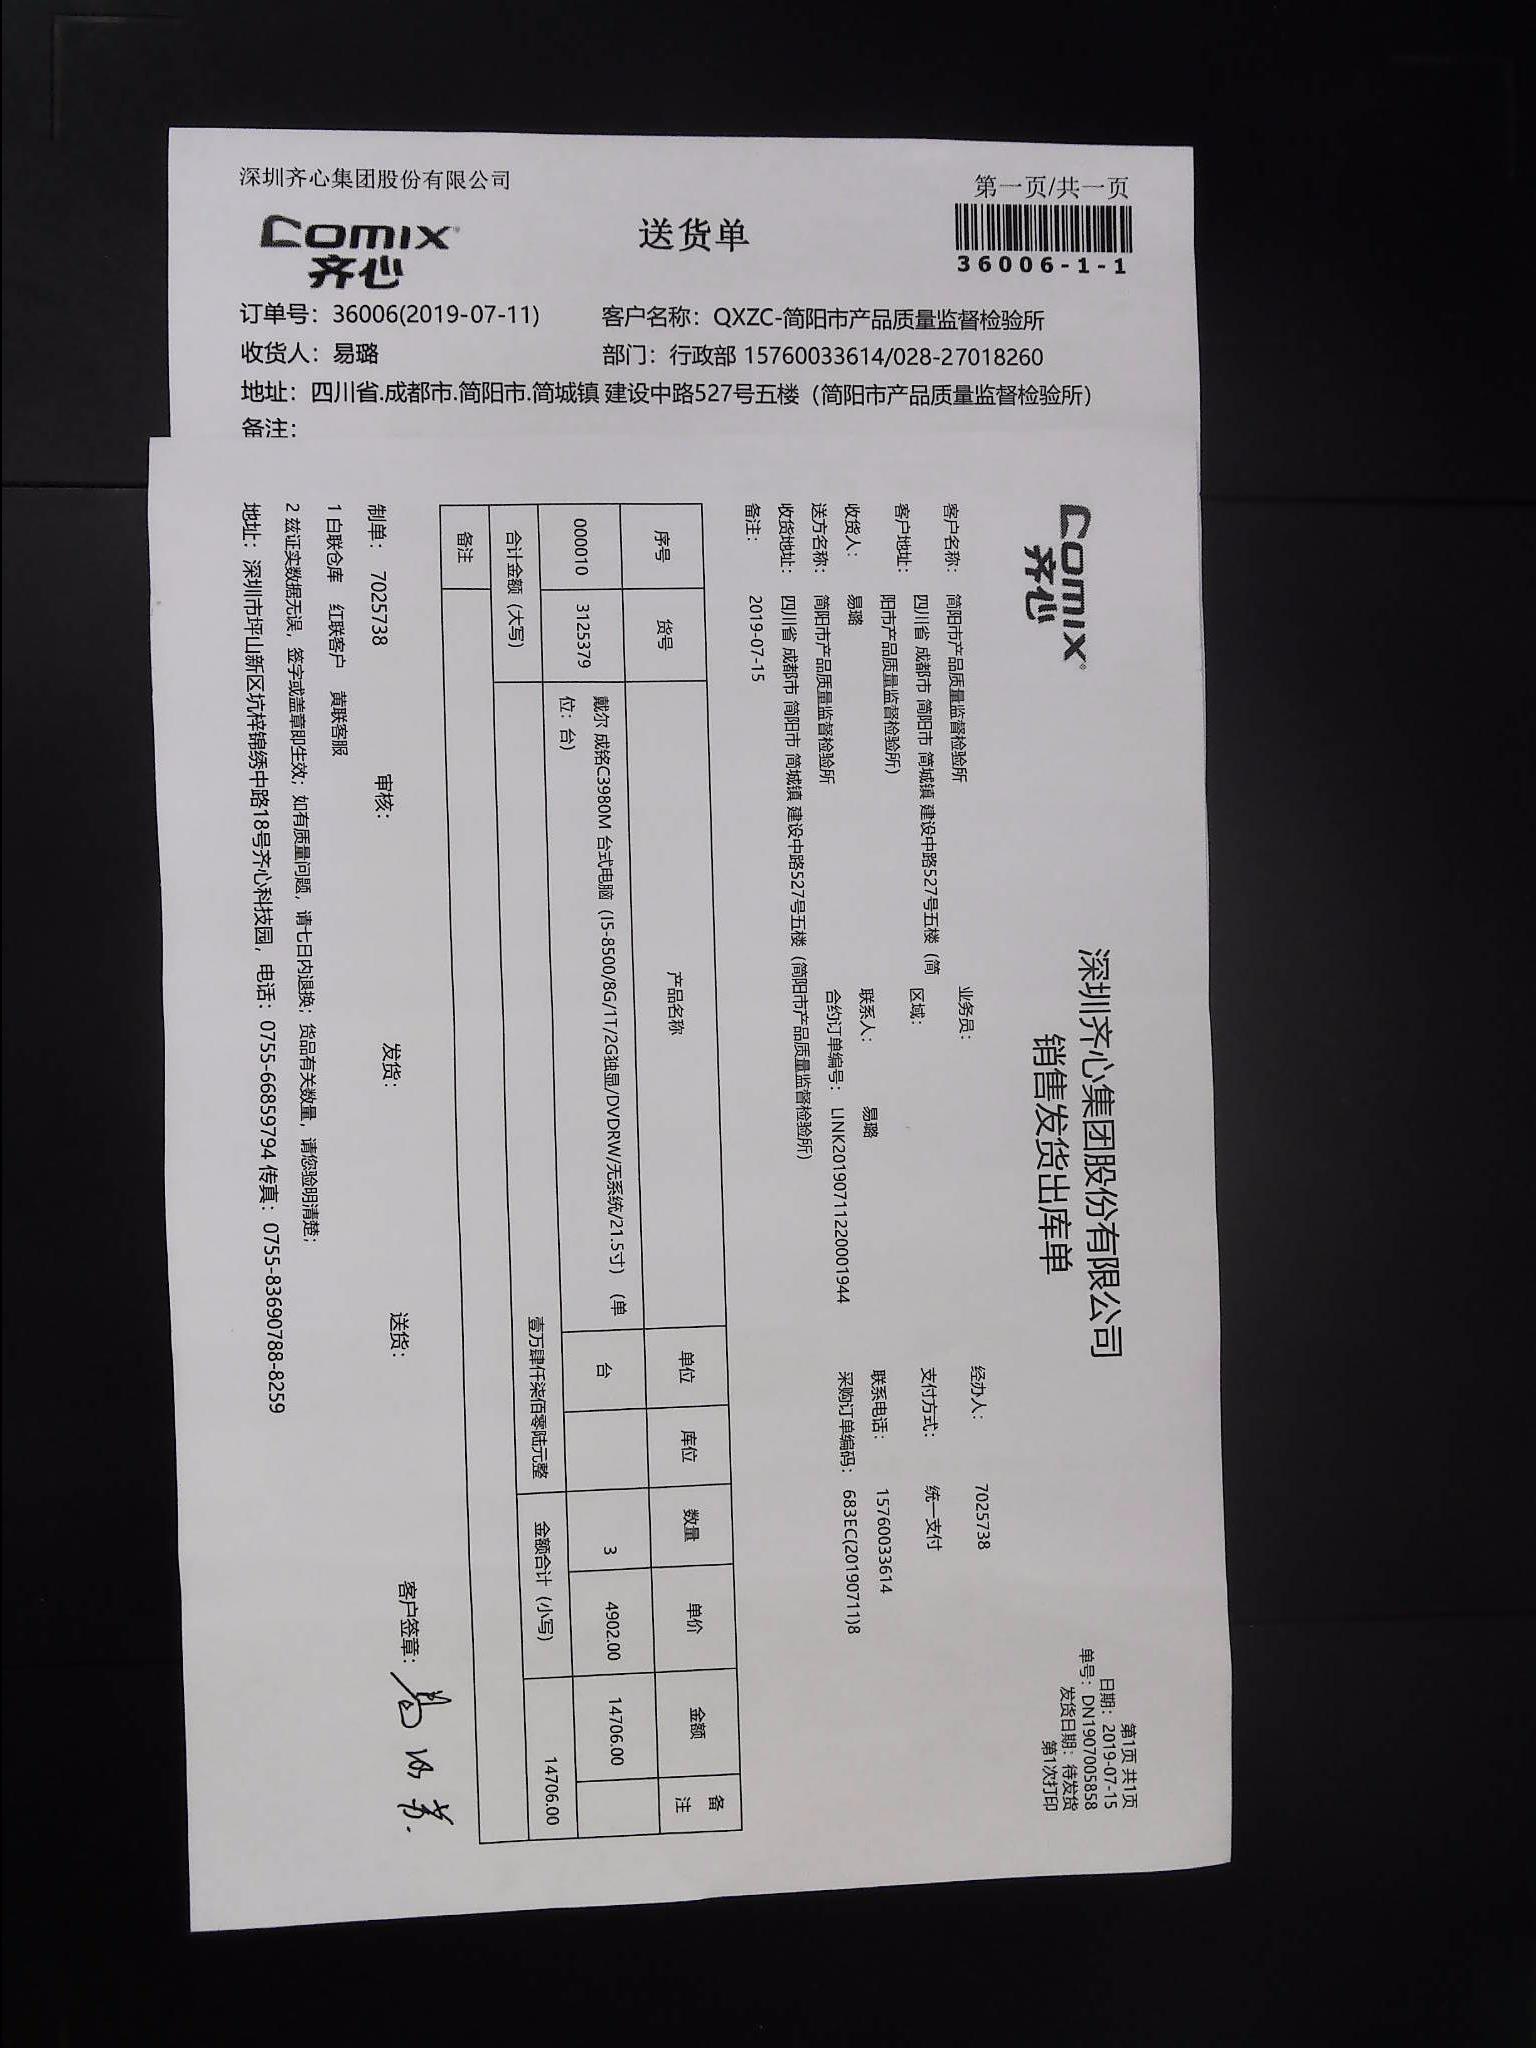 深圳齐心集团股份有限公司
第一页/共一页
COMIX
齐心
送货单
36006-1-1
订单号：36006(2019-07-11)
客户名称：QXZC-简阳市产品质量监督检验所
收货人：易璐
部门：行政部 15760033614/028-27018260
地址：四川省.成都市.简阳市.简城镇 建设中路527号五楼（简阳市产品质量监督检验所）
备注：
COMIX
齐心
深圳齐心集团股份有限公司
销售发货出库单
第1页 共1页
日期：2019-07-15
单号：DN1907005858
发货日期：待发货
第1次打印
客户名称： 简阳市产品质量监督检验所 业务员： 经办人： 7025738
客户地址： 四川省 成都市 简阳市 简城镇 建设中路527号五楼（简 区域： 支付方式： 统一支付
阳市产品质量监督检验所）
收货人： 易璐 联系人： 易璐 联系电话： 15760033614
送方名称： 简阳市产品质量监督检验所 合约订单编号： LINK20190711220001944 采购订单编码： 683EC(20190711)8
收货地址： 四川省 成都市 简阳市 简城镇 建设中路527号五楼（简阳市产品质量监督检验所）
备注： 2019-07-15
序号 货号 产品名称 单位 库位 数量 单价 金额 备注
000010 3125379 戴尔 成铭C3980M 台式电脑（I5-8500/8G/1T/2G独显/DVDRW/无系统/21.5寸）（单 台 3 4902.00 14706.00
位：台）
合计金额（大写） 壹万肆仟柒佰零陆元整 金额合计（小写） 14706.00
备注
制单： 7025738 审核： 发货： 送货： 客户签章：
1 白联仓库 红联客户 黄联客服
2 兹证实数据无误，签字或盖章即生效；如有质量问题，请七日内退换；货品有关数量，请您验明清楚；
地址：深圳市坪山新区坑梓锦绣中路18号齐心科技园，电话：0755-66859794 传真：0755-83690788-8259